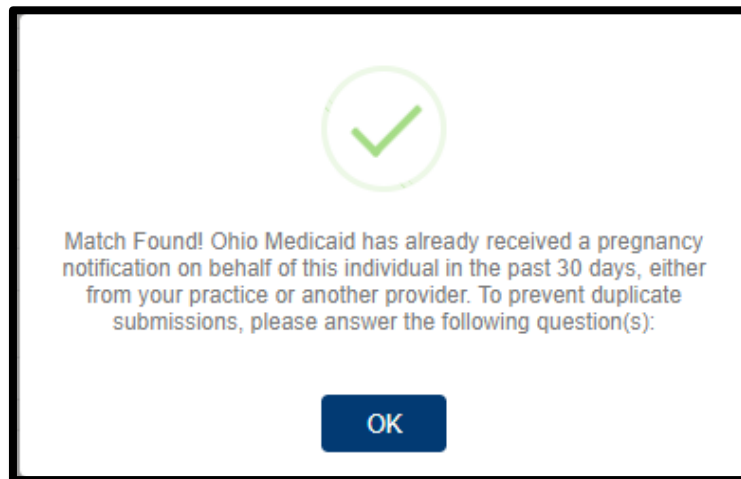 Match Found! Ohio Medicaid has already received a pregnancy
notification on behalf of this individual in the past 30 days, either
from your practice or another provider. To prevent duplicate
submissions, please answer the following question(s):
OK